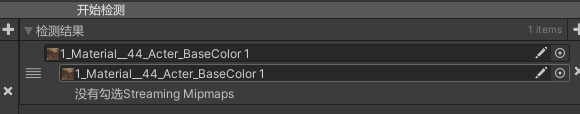 开始检测
检测结果 1 items
1_Material__44_Acter_BaseColor 1
1_Material__44_Acter_BaseColor 1
没有勾选Streaming Mipmaps